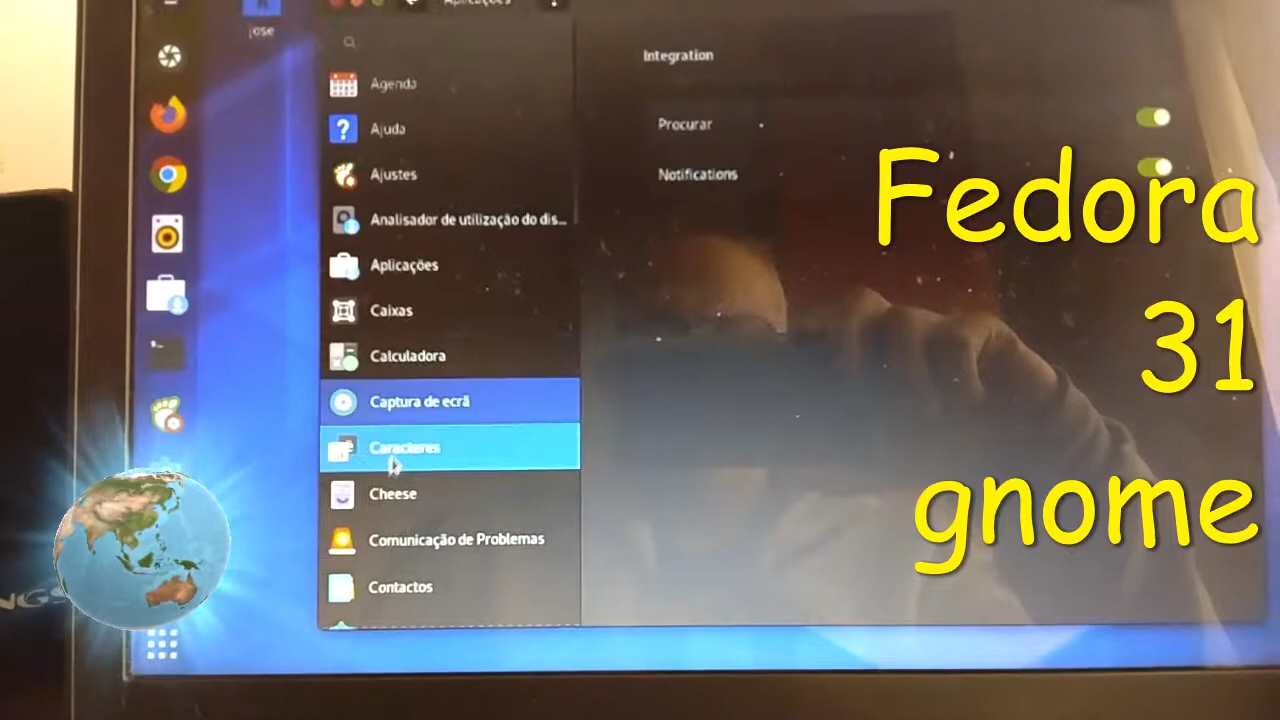 Aplicações
jose
Integration
Agenda
Procurar
Ajuda
Notifications
Ajustes
Analisador de utilização do dis...
Aplicações
Caixas
Calculadora
Captura de ecrã
Caracteres
Cheese
Comunicação de Problemas
Contactos
Fedora
31
gnome